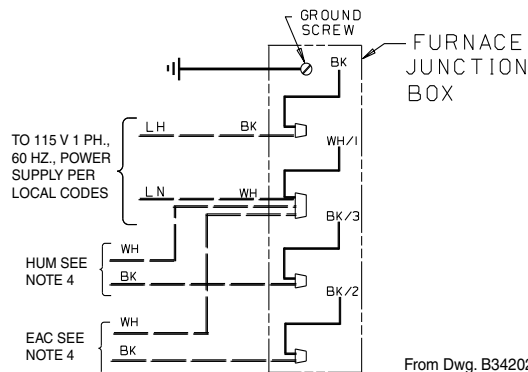 GROUND
SCREW
FURNACE
JUNCTION
BOX
BK
TO 115 V 1 PH.,
60 HZ., POWER
SUPPLY PER
LOCAL CODES
LH
BK
WH/1
LN
WH
BK/3
WH
HUM SEE
NOTE 4
BK
BK/2
WH
EAC SEE
NOTE 4
BK
From Dwg. B34202